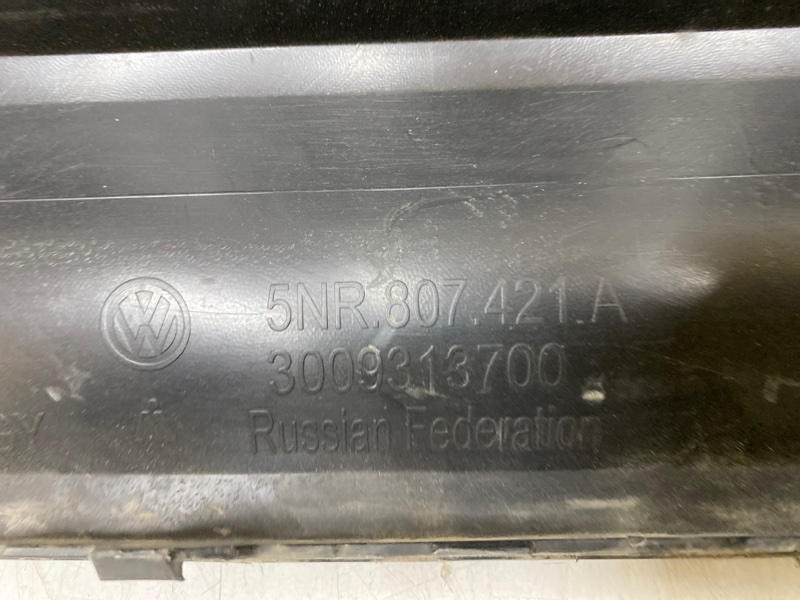 5NR.807.421.A
3009313700
Russian Federation